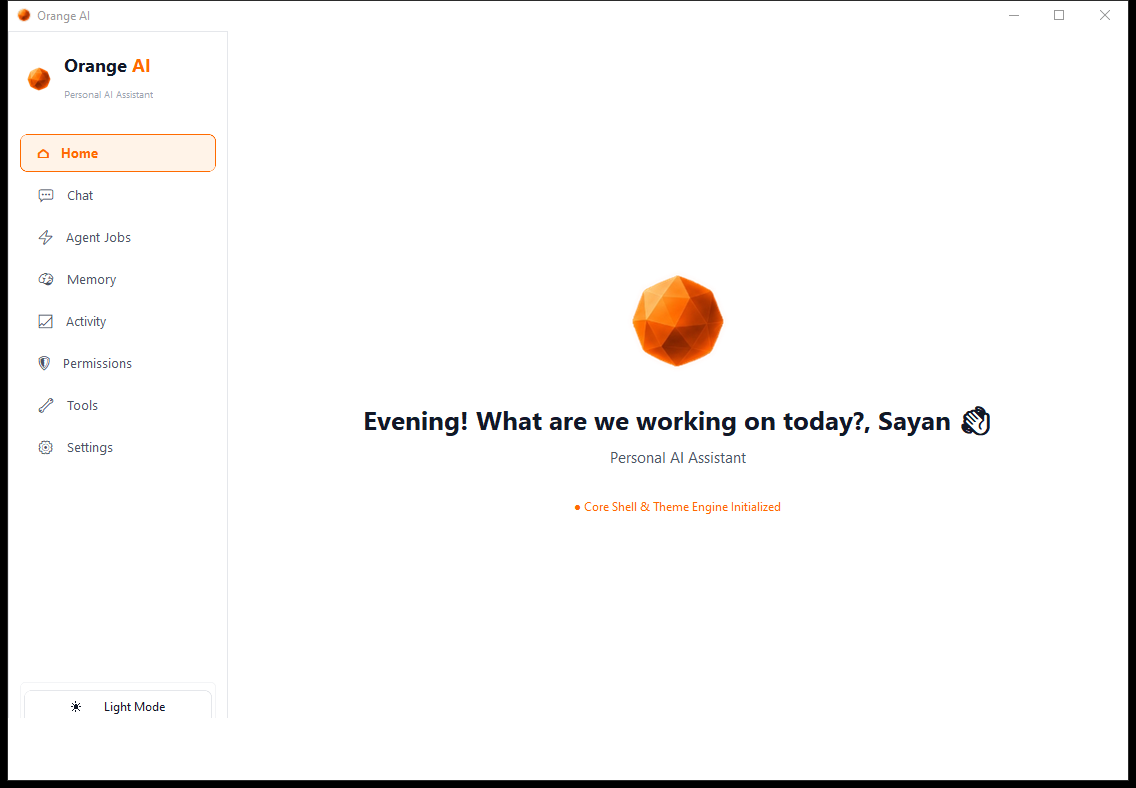 Orange AI
Orange AI
Personal AI Assistant
Home
Chat
Agent Jobs
Memory
Activity
Permissions
Tools
Settings
Light Mode
Evening! What are we working on today?, Sayan 👋
Personal AI Assistant
● Core Shell & Theme Engine Initialized